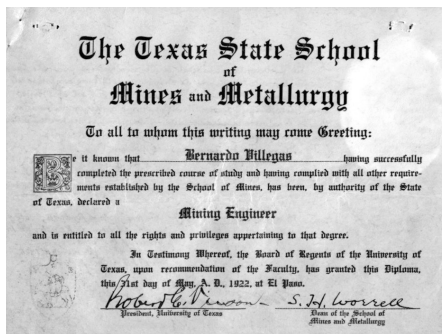 The Texas State School
of
Mines and Metallurgy
To all to whom this writing may come Greeting:
Be it known that Bernardo Villegas having successfully
completed the prescribed course of study and having complied with all other require-
ments established by the School of Mines, has been, by authority of the State
of Texas, declared a
Mining Engineer
and is entitled to all the rights and privileges appertaining to that degree.
In Testimony Whereof, the Board of Regents of the University of
Texas, upon recommendation of the Faculty, has granted this Diploma,
this 31st day of May, A. D., 1922, at El Paso.
Robert E. Vinson S. H. Worrell
President, University of Texas Dean of the School of
Mines and Metallurgy